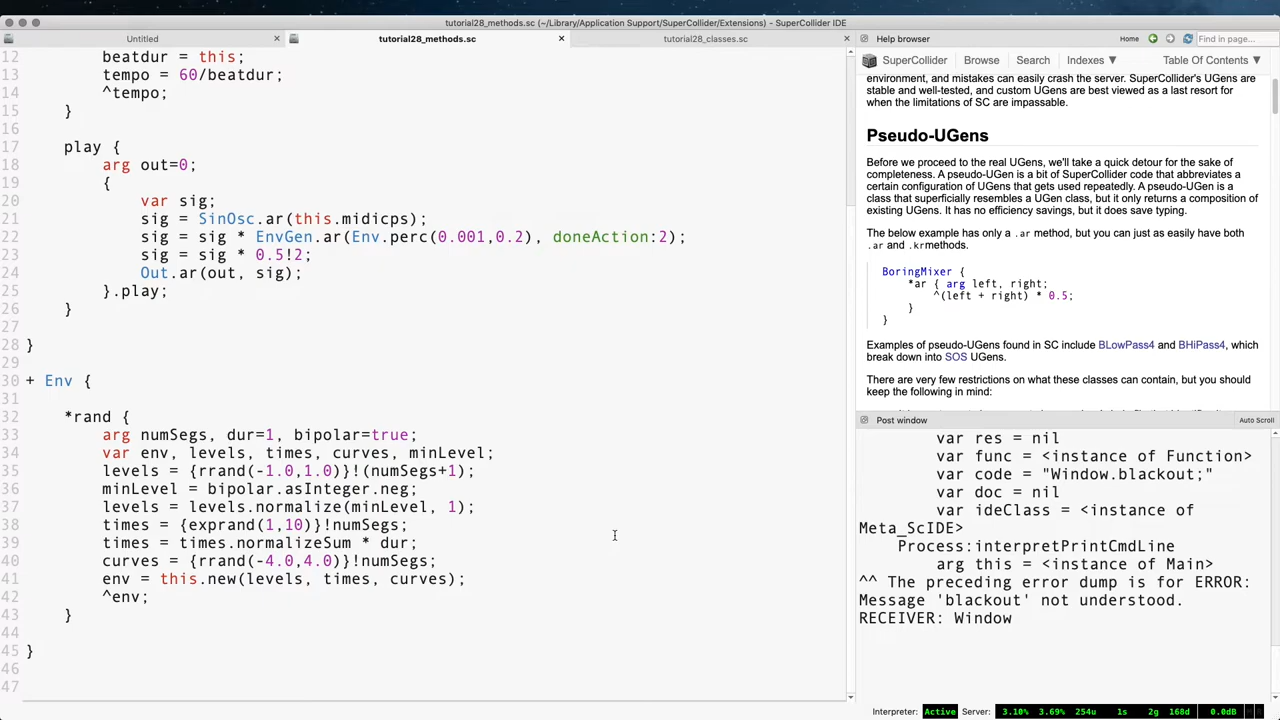 tutorial28_methods.sc (~/Library/Application Support/SuperCollider/Extensions) - SuperCollider IDE
Untitled × tutorial28_methods.sc × tutorial28_classes.sc ×
12 beatdur = this;
13 tempo = 60/beatdur;
14 ^tempo;
15 }
16
17 play {
18 arg out=0;
19 {
20 var sig;
21 sig = SinOsc.ar(this.midicps);
22 sig = sig * EnvGen.ar(Env.perc(0.001,0.2), doneAction:2);
23 sig = sig * 0.5!2;
24 Out.ar(out, sig);
25 }.play;
26 }
27
28 }
29
30 + Env {
31
32 *rand {
33 arg numSegs, dur=1, bipolar=true;
34 var env, levels, times, curves, minLevel;
35 levels = {rrand(-1.0,1.0)}!(numSegs+1);
36 minLevel = bipolar.asInteger.neg;
37 levels = levels.normalize(minLevel, 1);
38 times = {exprand(1,10)}!numSegs;
39 times = times.normalizeSum * dur;
40 curves = {rrand(-4.0,4.0)}!numSegs;
41 env = this.new(levels, times, curves);
42 ^env;
43 }
44
45 }
46
47
Help browser Home Find in page...
SuperCollider Browse Search Indexes ▼ Table Of Contents ▼
environment, and mistakes can easily crash the server. SuperCollider's UGens are
stable and well-tested, and custom UGens are best viewed as a last resort for
when the limitations of SC are impassable.
Pseudo-UGens
Before we proceed to the real UGens, we'll take a quick detour for the sake of
completeness. A pseudo-UGen is a bit of SuperCollider code that abbreviates a
certain configuration of UGens that gets used repeatedly. A pseudo-UGen is a
class that superficially resembles a UGen class, but it only returns a composition of
existing UGens. It has no efficiency savings, but it does save typing.
The below example has only a .ar method, but you can just as easily have both
.ar and .krmethods.
BoringMixer {
*ar { arg left, right;
^(left + right) * 0.5;
}
}
Examples of pseudo-UGens found in SC include BLowPass4 and BHiPass4, which
break down into SOS UGens.
There are very few restrictions on what these classes can contain, but you should
keep the following in mind:
Post window Auto Scroll
var res = nil
var func = <instance of Function>
var code = "Window.blackout;"
var doc = nil
var ideClass = <instance of
Meta_ScIDE>
Process:interpretPrintCmdLine
arg this = <instance of Main>
^^ The preceding error dump is for ERROR:
Message 'blackout' not understood.
RECEIVER: Window
Interpreter: Active Server: 3.10% 3.69% 254u 1s 2g 168d 0.0dB